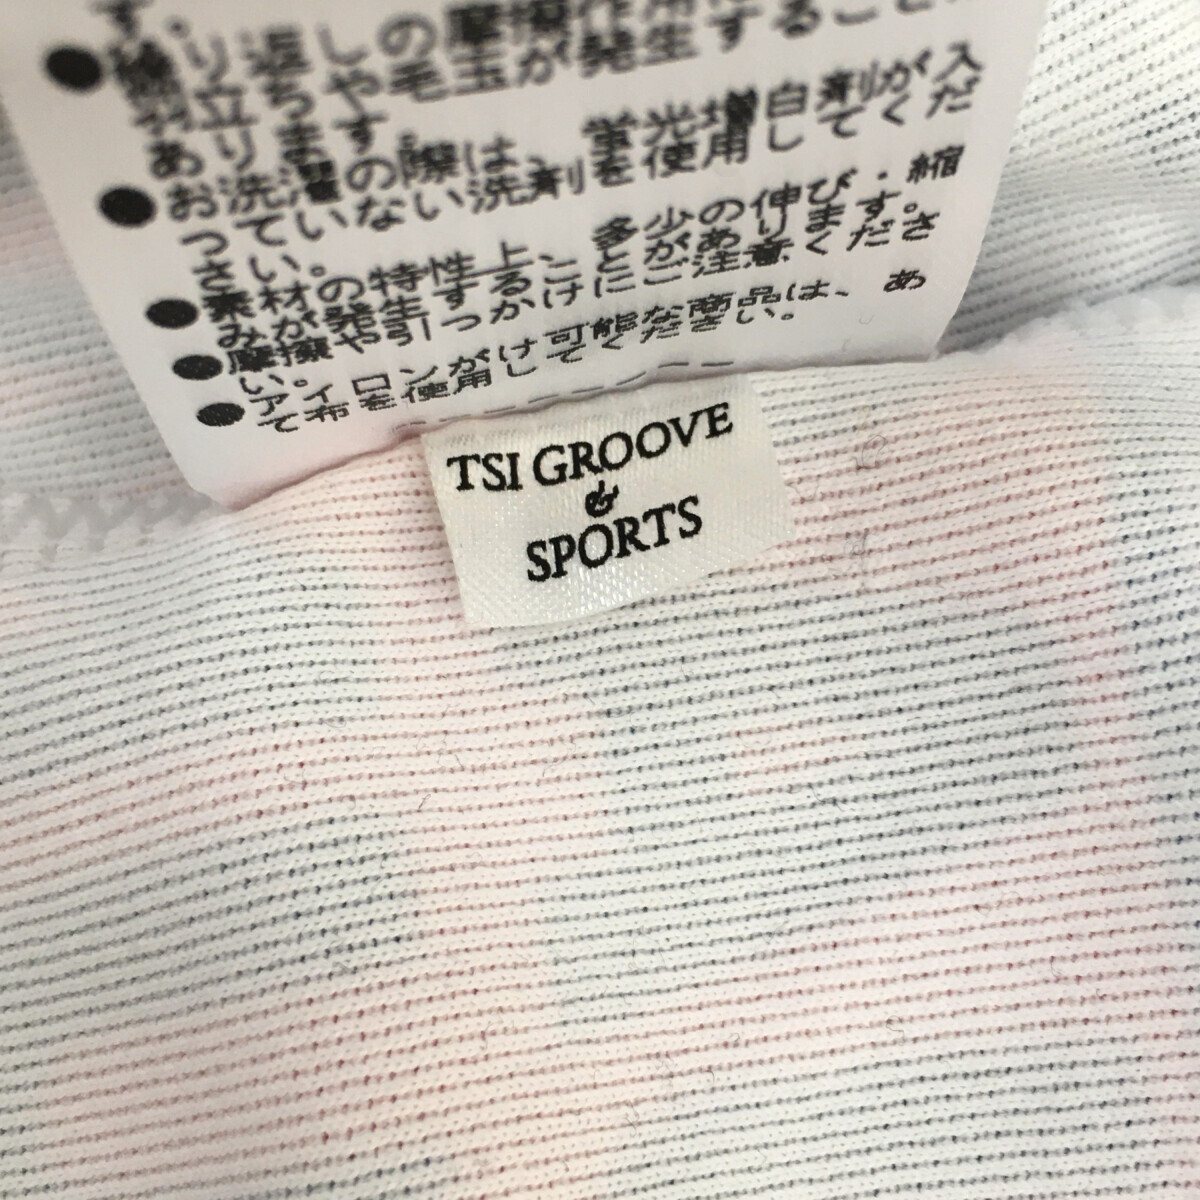 す。
●繰り返しの摩擦作用に
羽立ちや毛玉が発生すること
あります。
●お洗濯の際は、蛍光増白剤が入
っていない洗剤を使用してくだ
さい。
●素材の特性上、多少の伸び・縮
みが発生することがあります。
●摩擦や引っかけにご注意くださ
い。
●アイロンがけ可能な商品は、あ
て布を使用してください。
TSI GROOVE
&
SPORTS